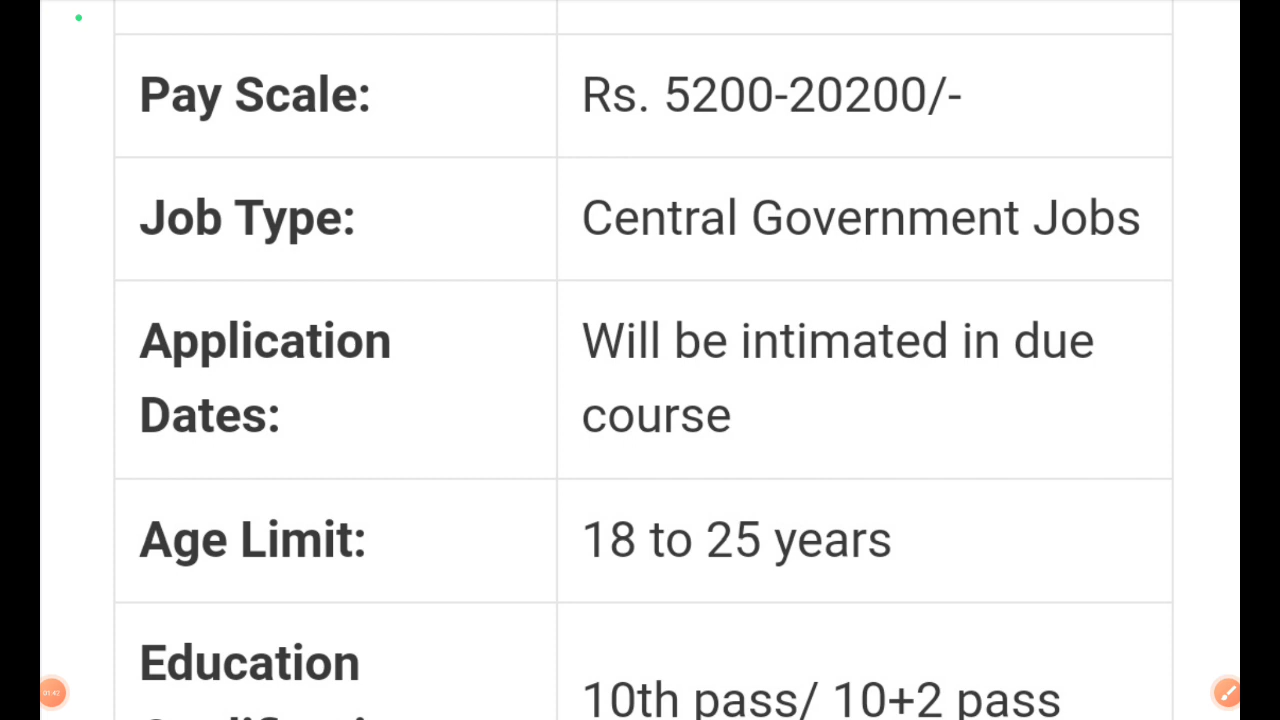 Pay Scale: Rs. 5200-20200/-
Job Type: Central Government Jobs
Application Will be intimated in due
Dates: course
Age Limit: 18 to 25 years
Education
10th pass/ 10+2 pass